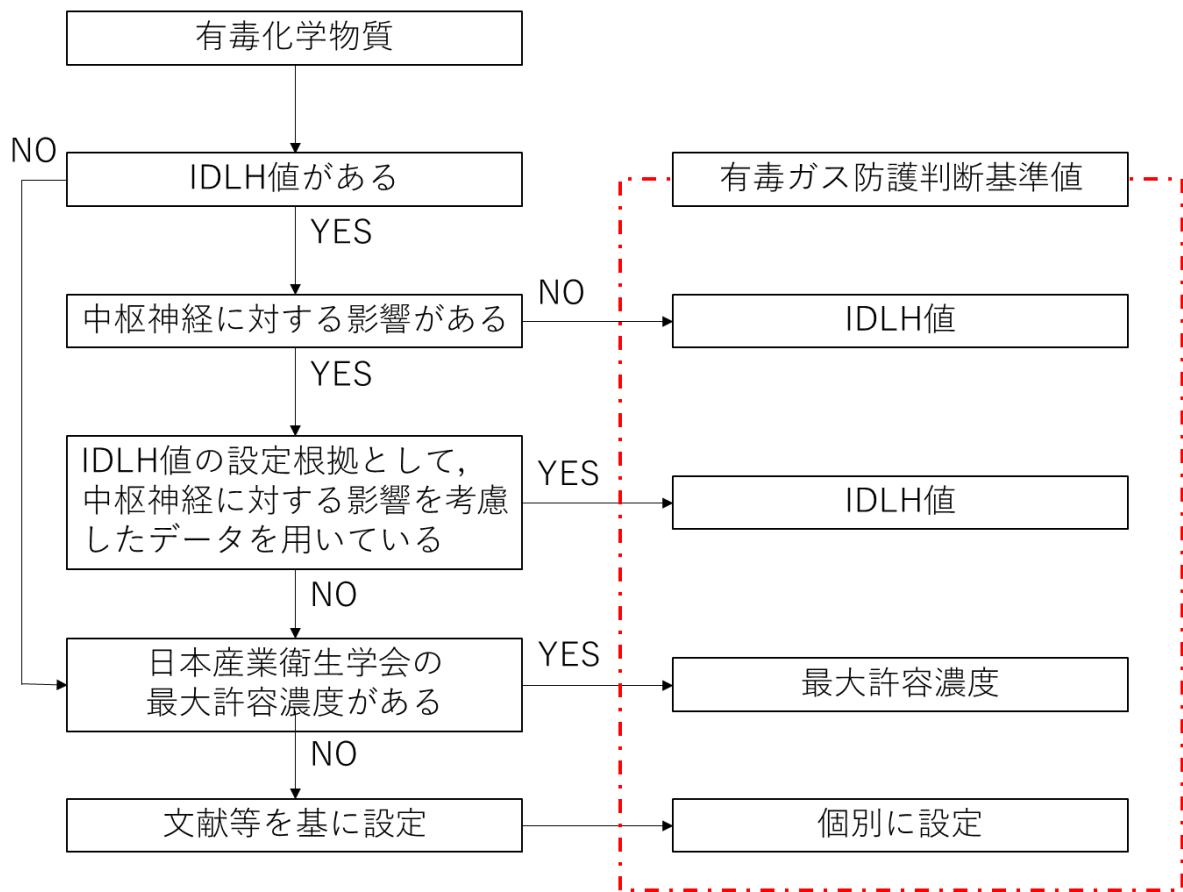 有毒化学物質
NO
IDLH値がある
有毒ガス防護判断基準値
YES
中枢神経に対する影響がある
NO
IDLH値
YES
IDLH値の設定根拠として,
中枢神経に対する影響を考慮
したデータを用いている
YES
IDLH値
NO
日本産業衛生学会の
最大許容濃度がある
YES
最大許容濃度
NO
文献等を基に設定
個別に設定